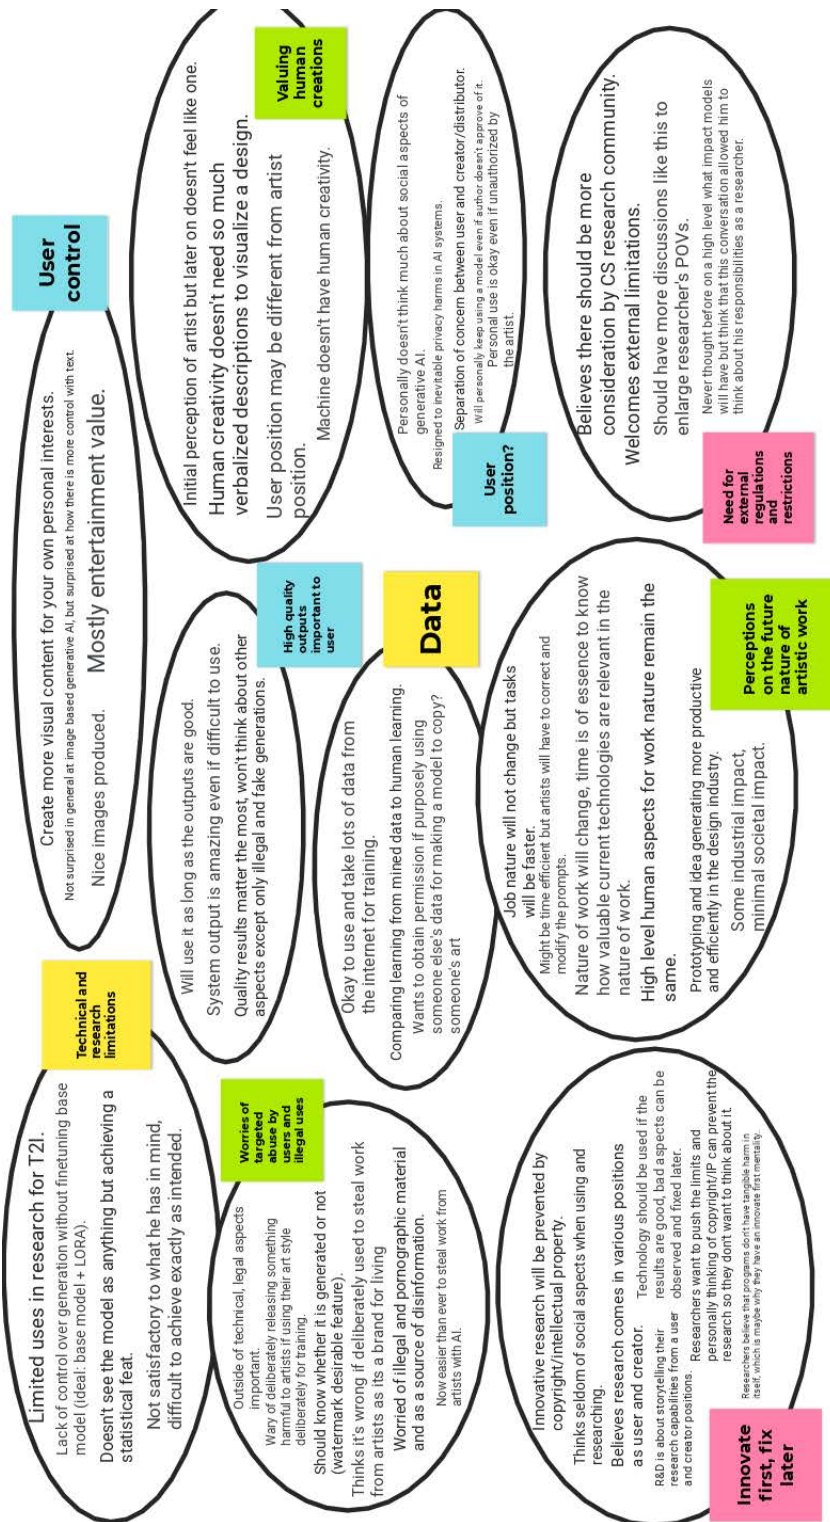 Limited uses in research for T2I.
Lack of control over generation without finetuning base
model (ideal: base model + LORA).
Doesn't see the model as anything but achieving a
statistical feat.
Not satisfactory to what he has in mind,
difficult to achieve exactly as intended.
Technical and
research
limitations
Create more visual content for your own personal interests.
Not surprised in general at image based generative AI, but surprised at how there is more control with text.
Nice images produced.
Mostly entertainment value.
User
control
Initial perception of artist but later on doesn't feel like one.
Human creativity doesn't need so much
verbalized descriptions to visualize a design.
User position may be different from artist
position.
Machine doesn't have human creativity.
Valuing
human
creations
Worries of
targeted
abuse by
users and
illegal uses
Outside of technical, legal aspects
important.
Wary of deliberately releasing something
harmful to artists if using their art style
deliberately for training.
Should know whether it is generated or not
(watermark desirable feature).
Thinks it's wrong if deliberately used to steal work
from artists as its a brand for living
Worried of illegal and pornographic material
and as a source of disinformation.
Now easier than ever to steal work from
artists with AI.
Will use it as long as the outputs are good.
System output is amazing even if difficult to use.
Quality results matter the most, won't think about other
aspects except only illegal and fake generations.
High quality
outputs
important to
user
Okay to use and take lots of data from
the internet for training.
Comparing learning from mined data to human learning.
Wants to obtain permission if purposely using
someone else's data for making a model to copy?
someone's art
Data
Personally doesn't think much about social aspects of
generative AI.
Resigned to inevitable privacy harms in AI systems.
Separation of concern between user and creator/distributor.
Will personally keep using a model even if author doesn't approve of it.
Personal use is okay even if unauthorized by
the artist.
User
position?
Innovative research will be prevented by
copyright/intellectual property.
Thinks seldom of social aspects when using and
researching.
Believes research comes in various positions
as user and creator.
Technology should be used if the
results are good, bad aspects can be
observed and fixed later.
R&D is about storytelling their
research capabilities from a user
and creator positions.
Researchers want to push the limits and
personally thinking of copyright/IP can prevent the
research so they don't want to think about it
Researchers believe that programs don't have tangible harm in
itself, which is maybe why they have an innovate first mentality.
Innovate
first, fix
later
Job nature will not change but tasks
will be faster.
Might be time efficient but artists will have to correct and
modify the prompts.
Nature of work will change, time is of essence to know
how valuable current technologies are relevant in the
nature of work.
High level human aspects for work nature remain the
same.
Prototyping and idea generating more productive
and efficiently in the design industry.
Some industrial impact,
minimal societal impact.
Perceptions
on the future
nature of
artistic work
Believes there should be more
consideration by CS research community.
Welcomes external limitations.
Should have more discussions like this to
enlarge researcher's POVs.
Never thought before on a high level what impact models
will have but think that this conversation allowed him to
think about his responsibilities as a researcher.
Need for
external
regulations
and
restrictions